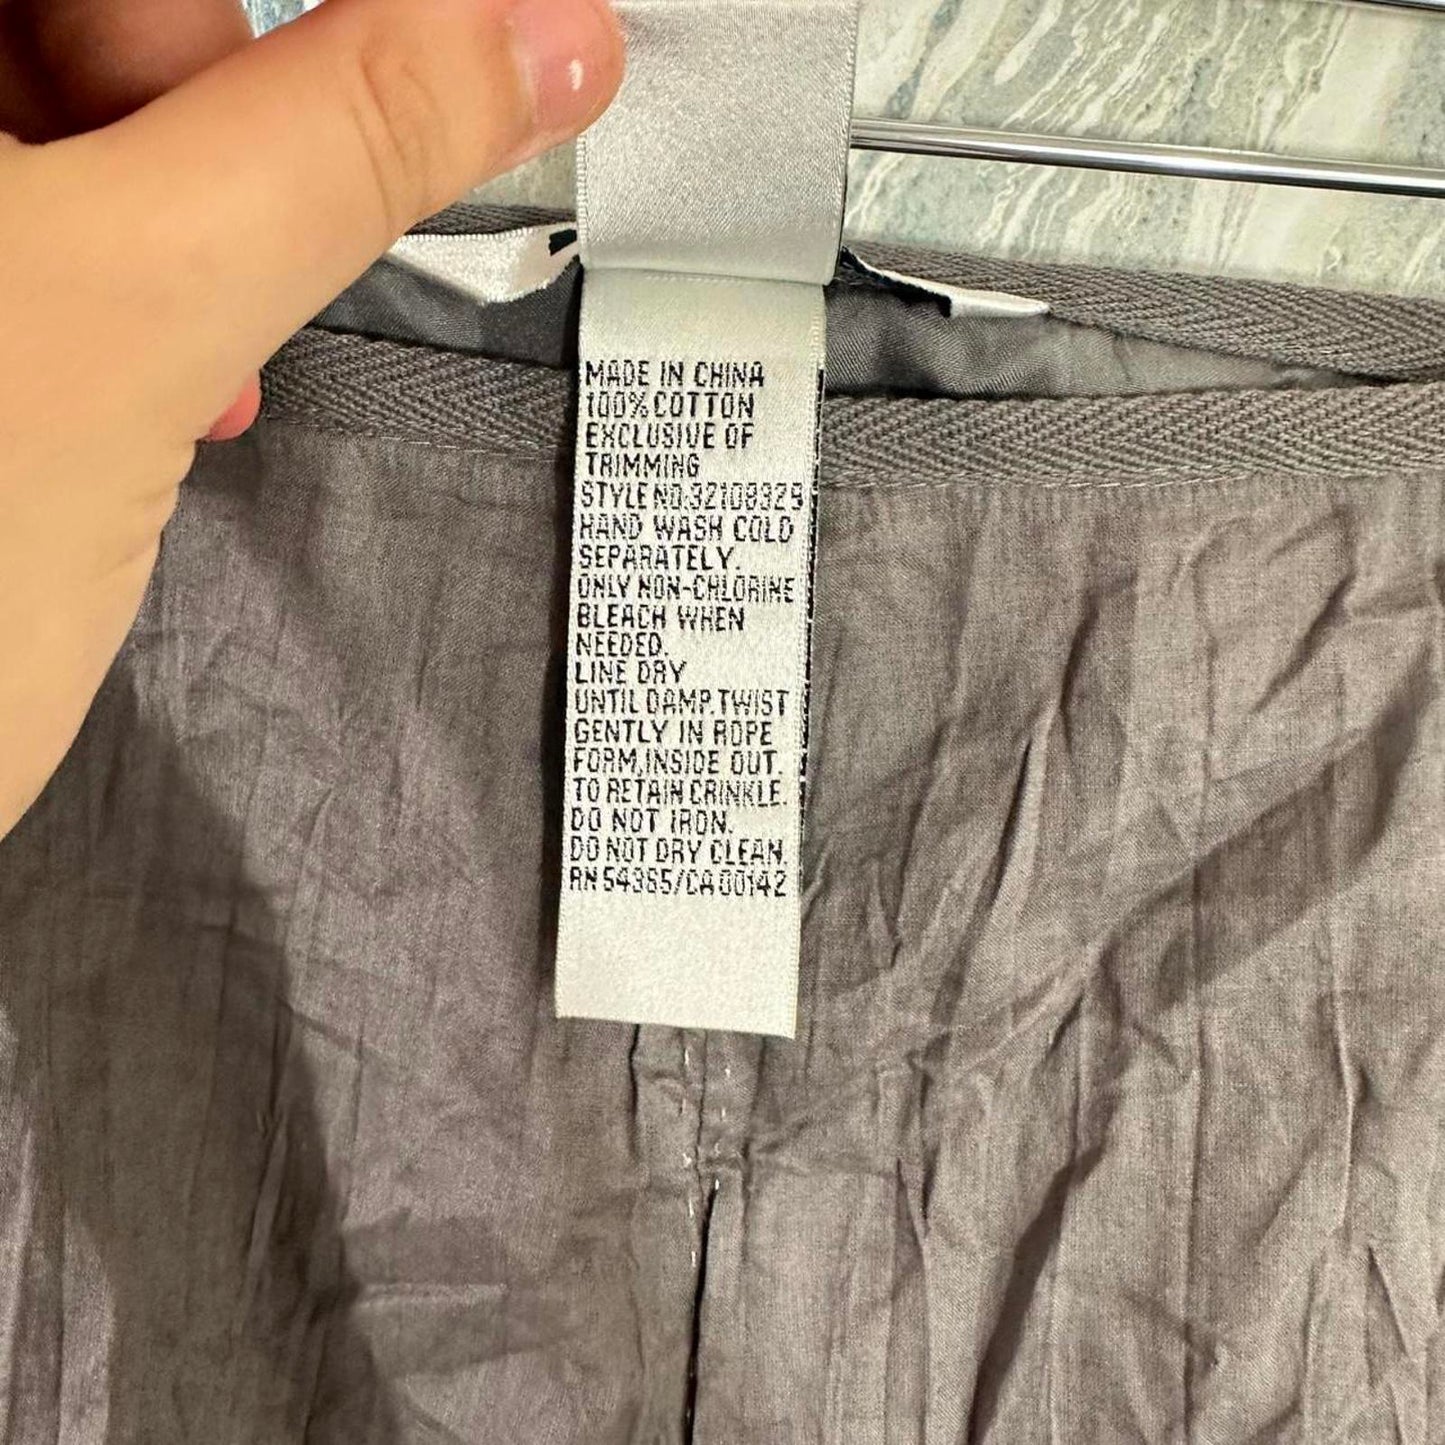 MADE IN CHINA
100% COTTON
EXCLUSIVE OF
TRIMMING
STYLE NO.32108329
HAND WASH COLD
SEPARATELY.
ONLY NON-CHLORINE
BLEACH WHEN
NEEDED.
LINE DRY
UNTIL DAMP.TWIST
GENTLY IN ROPE
FORM,INSIDE OUT.
TO RETAIN CRINKLE.
DO NOT IRON.
DO NOT DRY CLEAN.
RN 54385/CA 00142